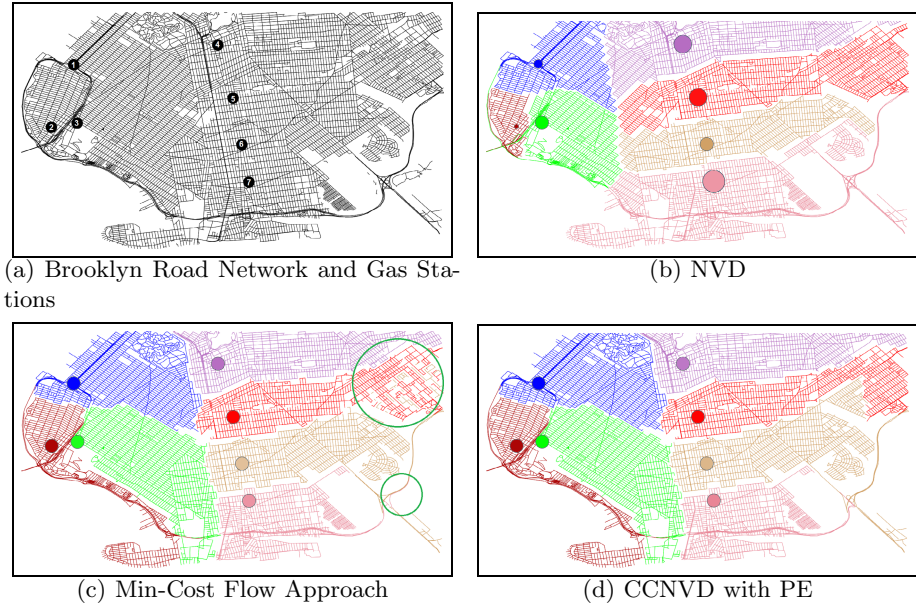 1
4
5
2
3
6
7
(a) Brooklyn Road Network and Gas Sta-
tions
(b) NVD
(c) Min-Cost Flow Approach
(d) CCNVD with PE